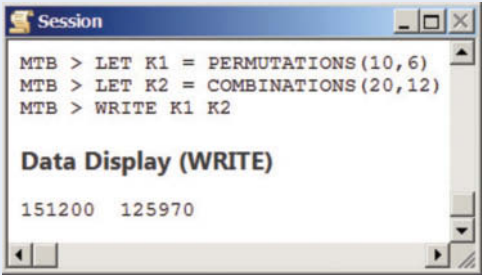 Session
MTB > LET K1 = PERMUTATIONS(10,6)
MTB > LET K2 = COMBINATIONS(20,12)
MTB > WRITE K1 K2
Data Display (WRITE)
151200 125970